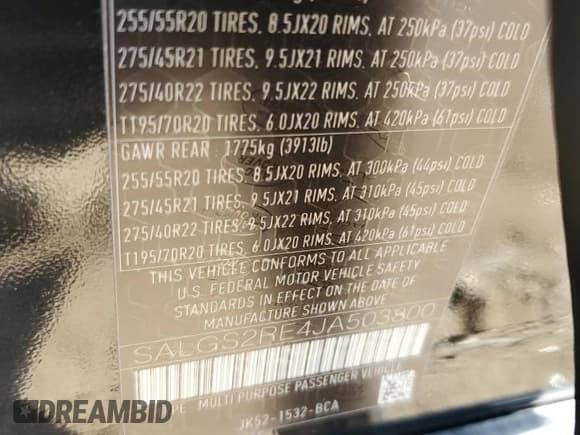 255/55R20 TIRES, 8.5JX20 RIMS, AT 250kPa (37psi) COLD
275/45R21 TIRES, 9.5JX21 RIMS, AT 250kPa (37psi) COLD
275/40R22 TIRES, 9.5JX22 RIMS, AT 250kPa (37psi) COLD
T195/70R20 TIRES, 6.0JX20 RIMS, AT 420kPa (61psi) COLD
GAWR REAR : 1775kg (3913lb)
255/55R20 TIRES, 8.5JX20 RIMS, AT 300kPa (44psi) COLD
275/45R21 TIRES, 9.5JX21 RIMS, AT 310kPa (45psi) COLD
275/40R22 TIRES, 9.5JX22 RIMS, AT 310kPa (45psi) COLD
T195/70R20 TIRES, 6.0JX20 RIMS, AT 420kPa (61psi) COLD
THIS VEHICLE CONFORMS TO ALL APPLICABLE
U.S. FEDERAL MOTOR VEHICLE SAFETY
STANDARDS IN EFFECT ON THE DATE OF
MANUFACTURE SHOWN ABOVE
SALGS2RE4JA503800
MULTI PURPOSE PASSENGER VEHICLE
JK52-1532-BCA
DREAMBID